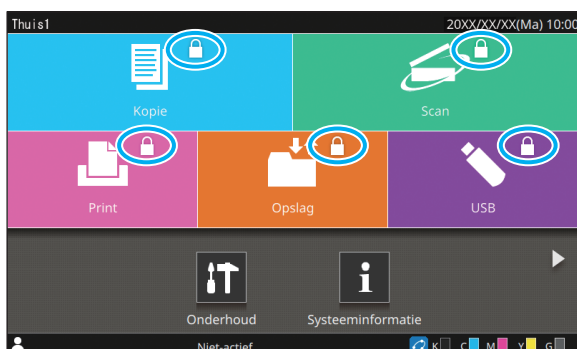 Thuis1 20XX/XX/XX(Ma) 10:00
Kopie Scan
Print Opslag USB
Onderhoud Systeeminformatie
Niet-actief K C M Y G